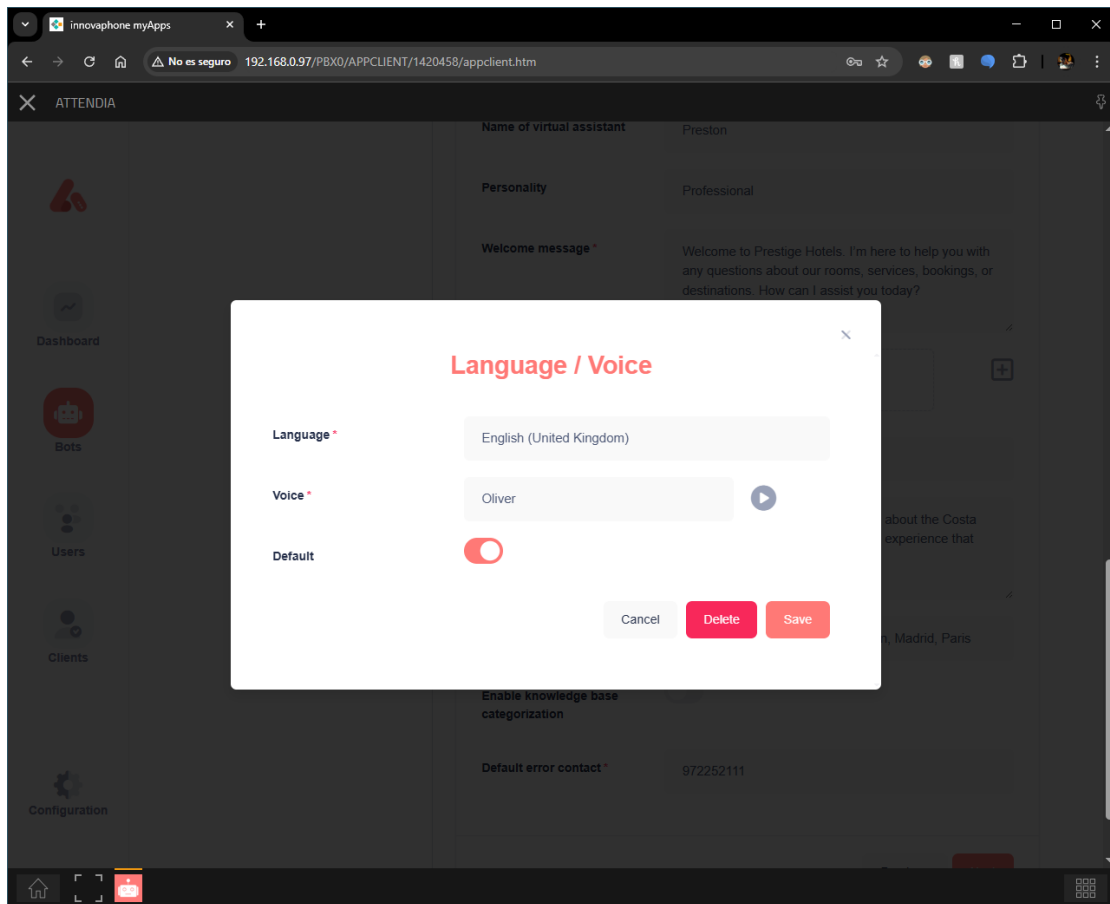 innovaphone myApps
No es seguro 192.168.0.97/PBX0/APPCLIENT/1420458/appclient.htm
ATTENDIA
Name of virtual assistant Preston
Personality Professional
Welcome message * Welcome to Prestige Hotels. I'm here to help you with
any questions about our rooms, services, bookings, or
destinations. How can I assist you today?
Dashboard
Bots
Users
Clients
Configuration
Language / Voice
Language * English (United Kingdom)
Voice * Oliver
Default
Cancel Delete Save
about the Costa
experience that
, Madrid, Paris
Enable knowledge base
categorization
Default error contact * 972252111